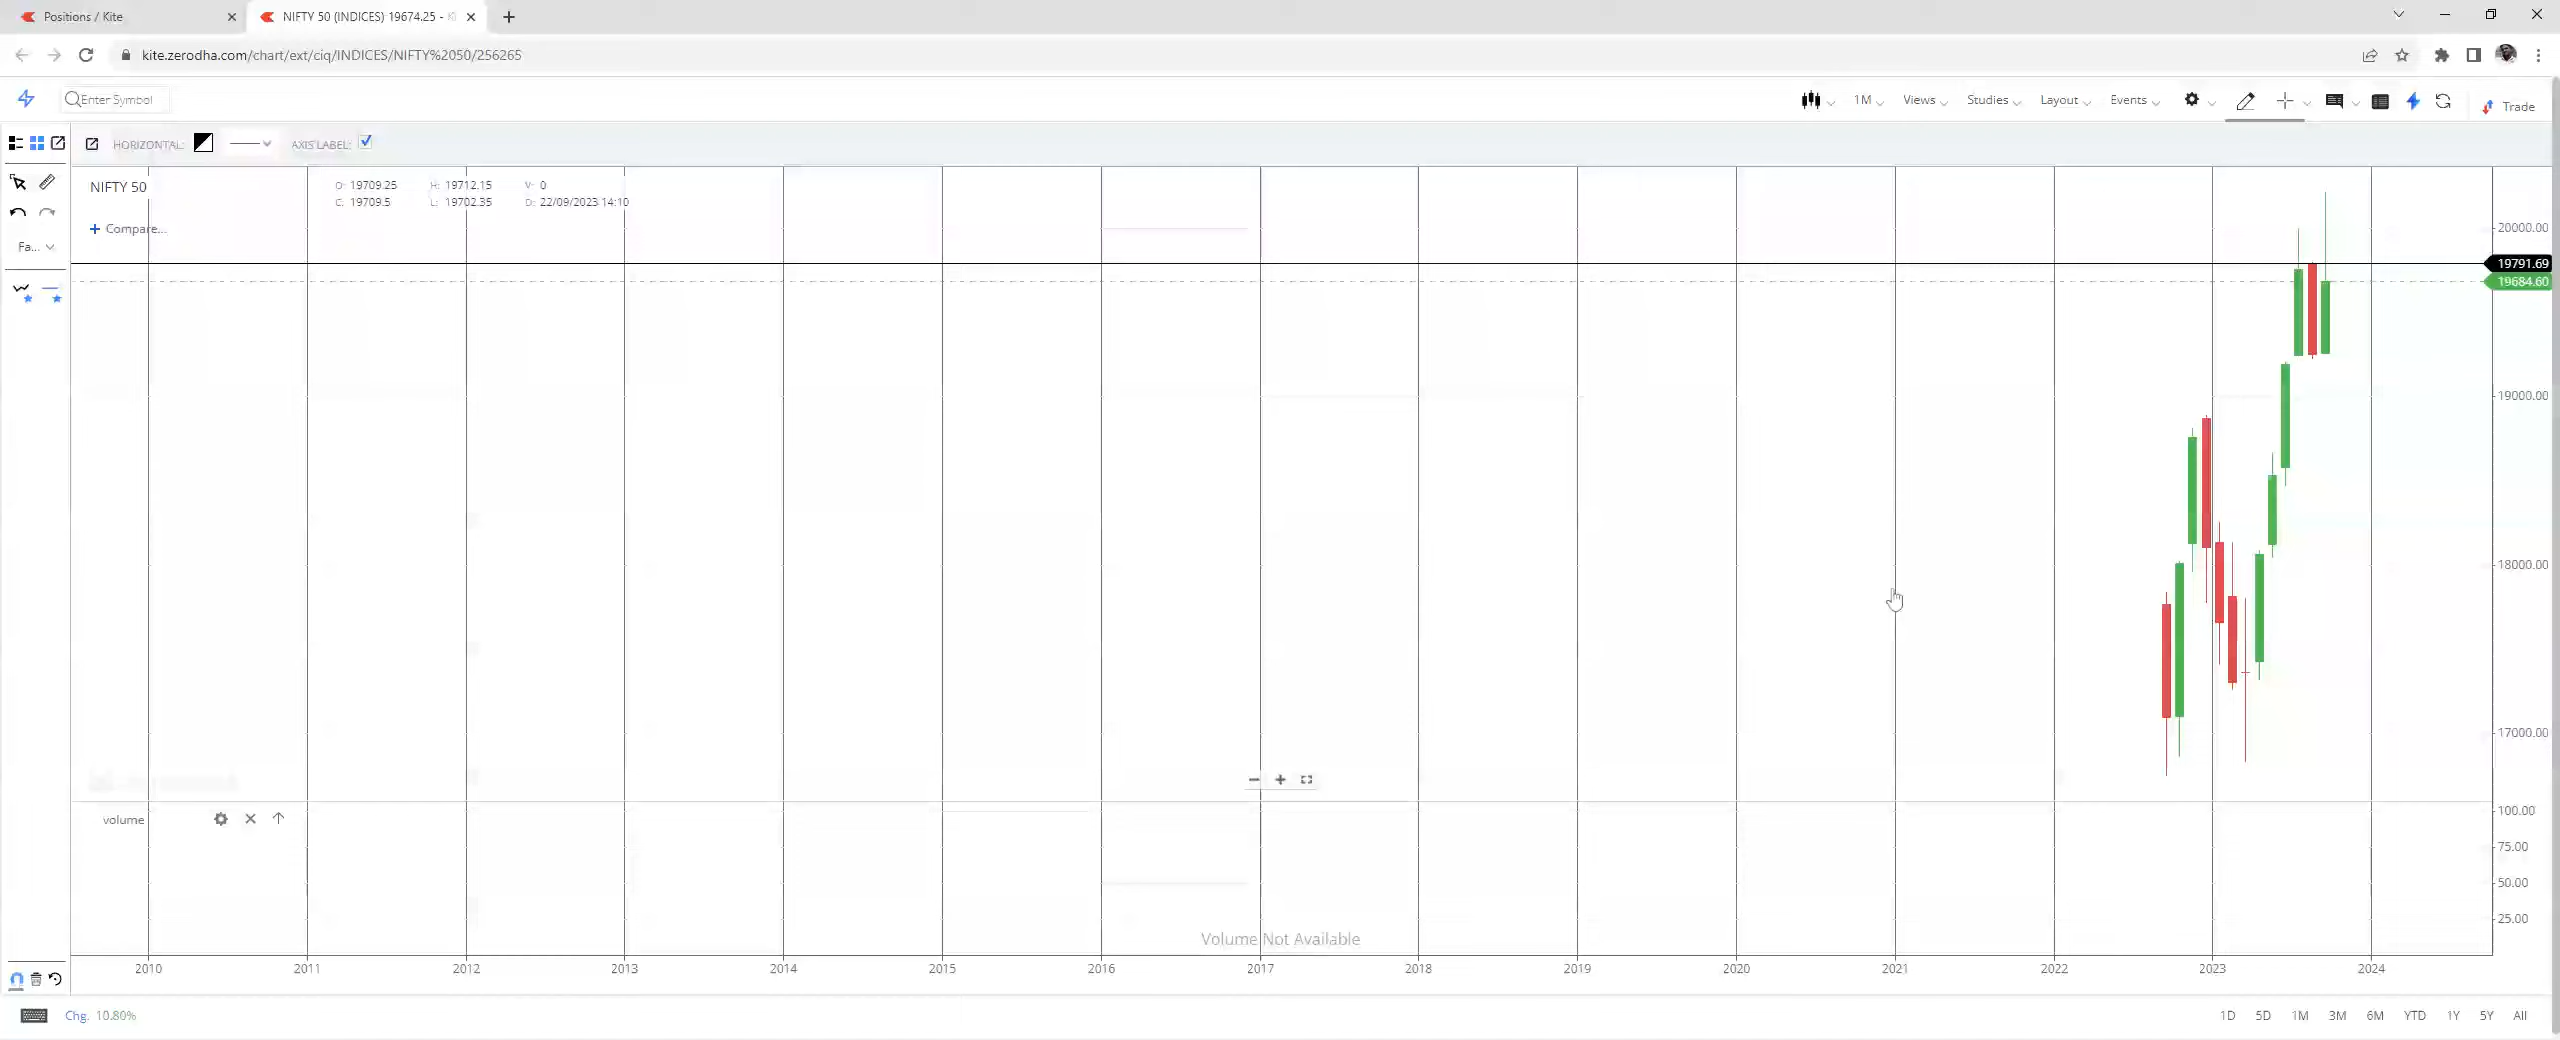 Positions / Kite
NIFTY 50 (INDICES) 19674.25 -
kite.zerodha.com/chart/ext/ciq/INDICES/NIFTY%2050/256265
Enter Symbol
1M
Views
Studies
Layout
Events
Trade
HORIZONTAL:
AXIS LABEL:
NIFTY 50
O: 19709.25 H: 19712.15 V: 0
C: 19709.5 L: 19702.35 D: 22/09/2023 14:10
Compare...
Fa...
20000.00
19791.69
19684.60
19000.00
18000.00
17000.00
volume
100.00
75.00
50.00
25.00
Volume Not Available
2010 2011 2012 2013 2014 2015 2016 2017 2018 2019 2020 2021 2022 2023 2024
Chg. 10.80%
1D 5D 1M 3M 6M YTD 1Y 5Y All